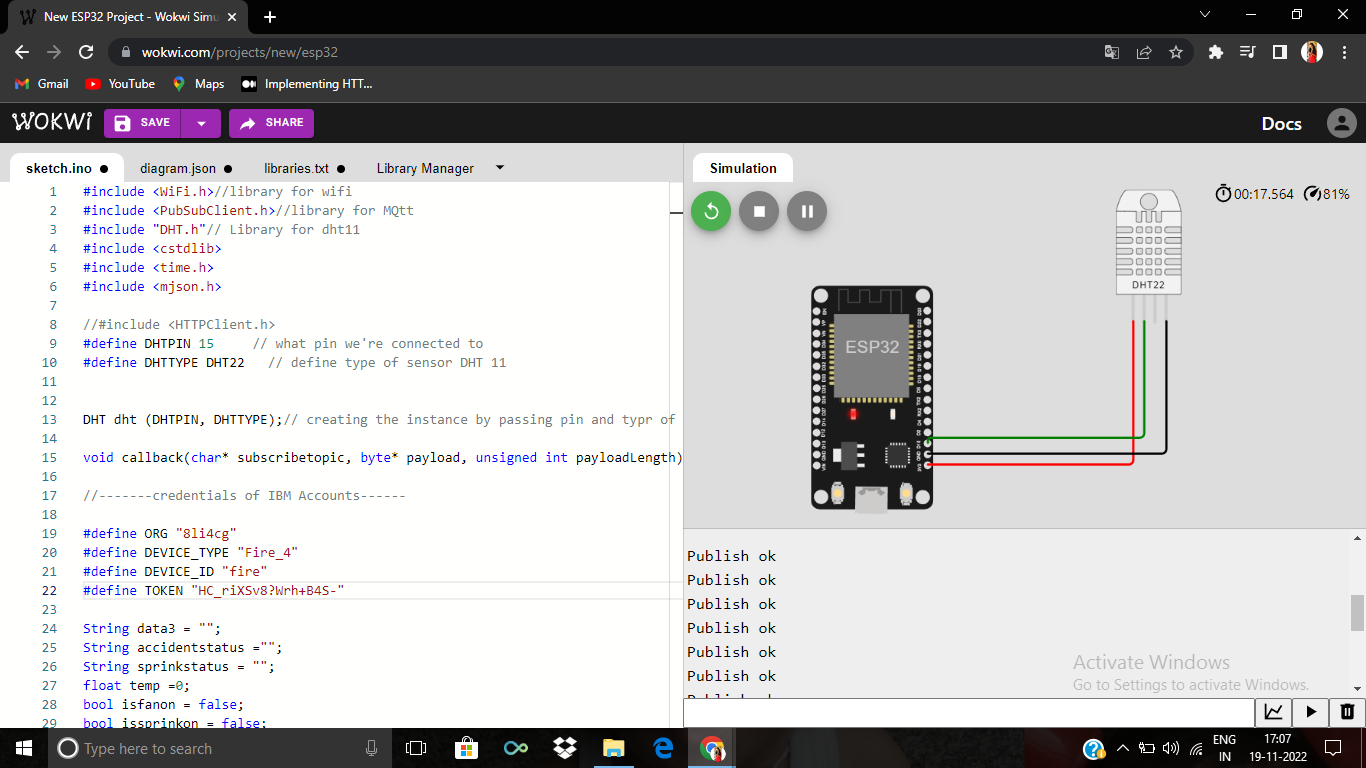 New ESP32 Project - Wokwi Simu
wokwi.com/projects/new/esp32
Gmail
YouTube
Maps
Implementing HTT...
WOKWi
SAVE
SHARE
Docs
sketch.ino
diagram.json
libraries.txt
Library Manager
1 #include <WiFi.h>//library for wifi
2 #include <PubSubClient.h>//library for MQtt
3 #include "DHT.h"// Library for dht11
4 #include <cstdlib>
5 #include <time.h>
6 #include <mjson.h>
7
8 //#include <HTTPClient.h>
9 #define DHTPIN 15 // what pin we're connected to
10 #define DHTTYPE DHT22 // define type of sensor DHT 11
11
12
13 DHT dht (DHTPIN, DHTTYPE);// creating the instance by passing pin and typr of
14
15 void callback(char* subscribetopic, byte* payload, unsigned int payloadLength)
16
17 //-------credentials of IBM Accounts------
18
19 #define ORG "8li4cg"
20 #define DEVICE_TYPE "Fire_4"
21 #define DEVICE_ID "fire"
22 #define TOKEN "HC_riXSv8?Wrh+B4S-"
23
24 String data3 = "";
25 String accidentstatus ="";
26 String sprinkstatus = "";
27 float temp =0;
28 bool isfanon = false;
29 bool issprinkon = false;
Simulation
00:17.564
81%
DHT22
ESP32
Publish ok
Publish ok
Publish ok
Publish ok
Publish ok
Publish ok
Publish ok
Activate Windows
Go to Settings to activate Windows.
Type here to search
ENG
IN
17:07
19-11-2022